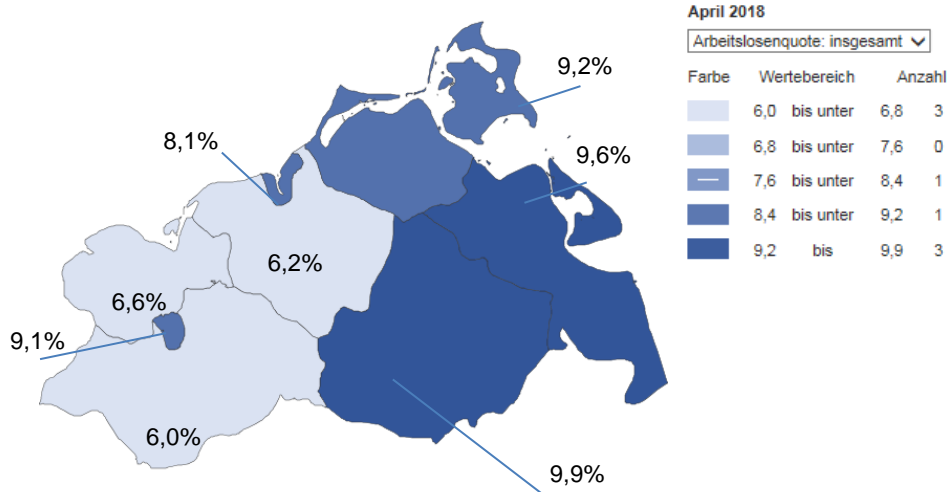 April 2018
Arbeitslosenquote: insgesamt
Farbe Wertebereich Anzahl
6,0 bis unter 6,8 3
6,8 bis unter 7,6 0
7,6 bis unter 8,4 1
8,4 bis unter 9,2 1
9,2 bis 9,9 3
9,2%
8,1%
9,6%
6,2%
6,6%
9,1%
6,0%
9,9%